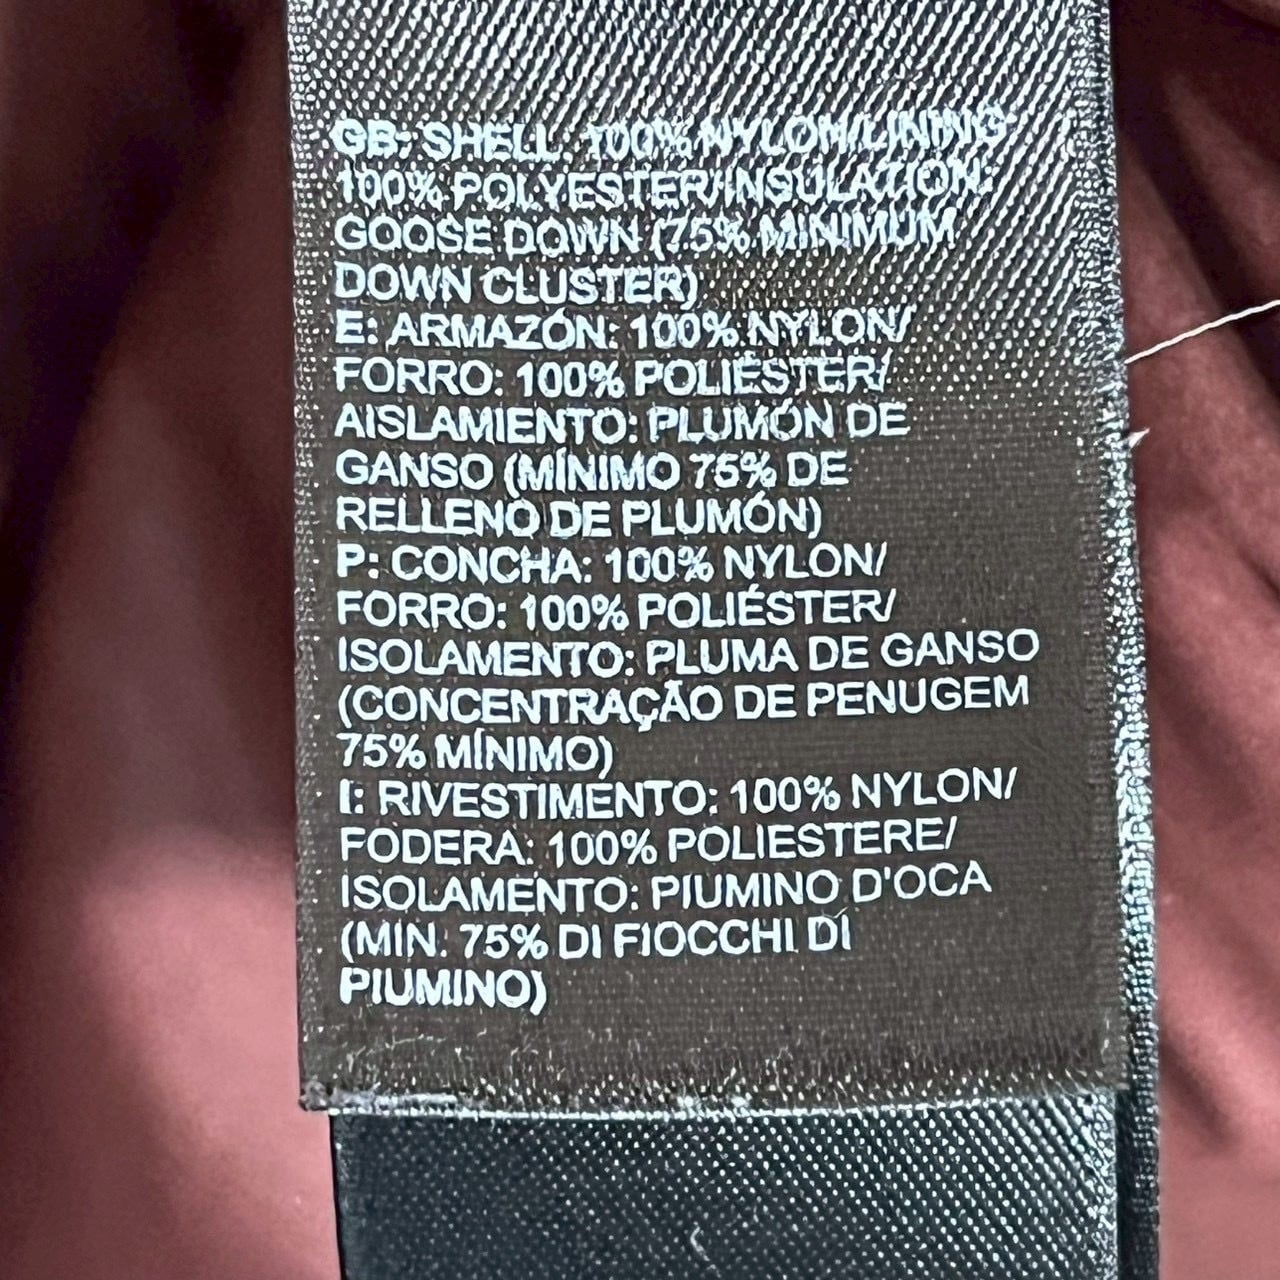 GB: SHELL: 100% NYLON/LINING:
100% POLYESTER/INSULATION:
GOOSE DOWN (75% MINIMUM
DOWN CLUSTER)
E: ARMAZÓN: 100% NYLON/
FORRO: 100% POLIÉSTER/
AISLAMIENTO: PLUMÓN DE
GANSO (MÍNIMO 75% DE
RELLENO DE PLUMÓN)
P: CONCHA: 100% NYLON/
FORRO: 100% POLIÉSTER/
ISOLAMENTO: PLUMA DE GANSO
(CONCENTRAÇÃO DE PENUGEM
75% MÍNIMO)
I: RIVESTIMENTO: 100% NYLON/
FODERA: 100% POLIESTERE/
ISOLAMENTO: PIUMINO D'OCA
(MIN. 75% DI FIOCCHI DI
PIUMINO)